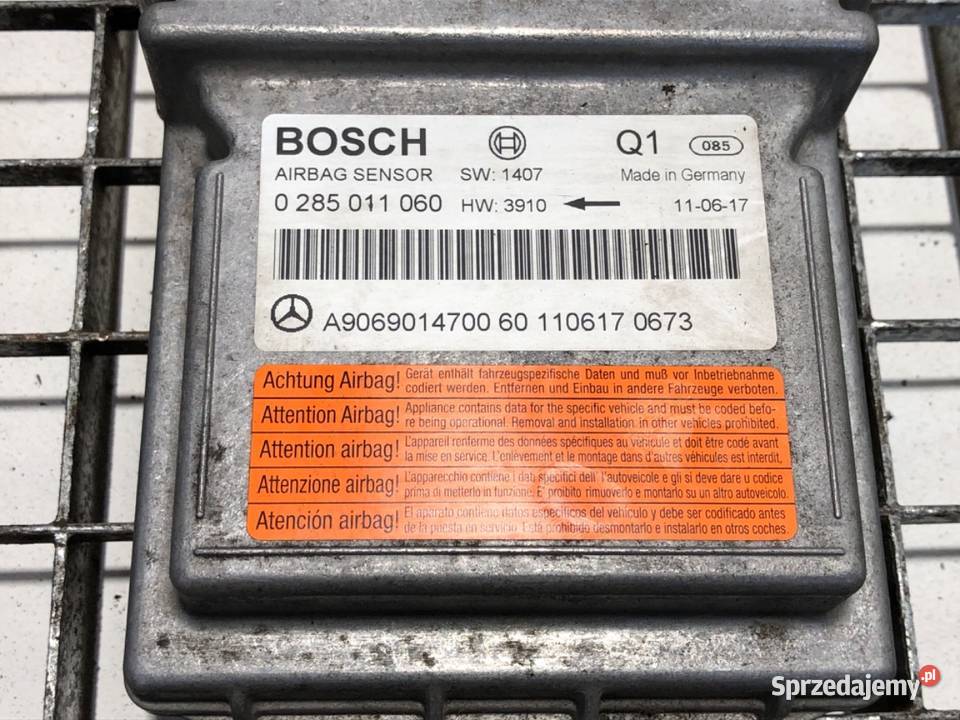 BOSCH Q1 085
AIRBAG SENSOR SW: 1407 Made in Germany
0 285 011 060 HW: 3910 11-06-17
A9069014700 60 110617 0673
Achtung Airbag! Gerät enthält fahrzeugspezifische Daten und muß vor Inbetriebnahme
codiert werden. Entfernen und Einbau in andere Fahrzeuge verboten.
Attention Airbag! Appliance contains data for the specific vehicle and must be coded befo-
re being operational. Removal and installation in other vehicles prohibited.
Attention airbag! L'appareil renferme des données spécifiques au véhicule et doit être codé avant
la mise en service. L'enlèvement et le montage dans d'autres véhicules est interdit.
Attenzione airbag! L'apparecchio contiene i dati specifici dell' l'autoveicolo e gli si deve dare u codice
prima di metterlo in funzione. E' proibito rimuoverlo e montarlo su un altro autoveicolo.
Atención airbag! El aparato contiene datos específicos del vehículo y debe ser codificado antes
de la puesta en servicio. Está prohibido desmontarlo e instalarlo en otros coches.
Sprzedajemy.pl